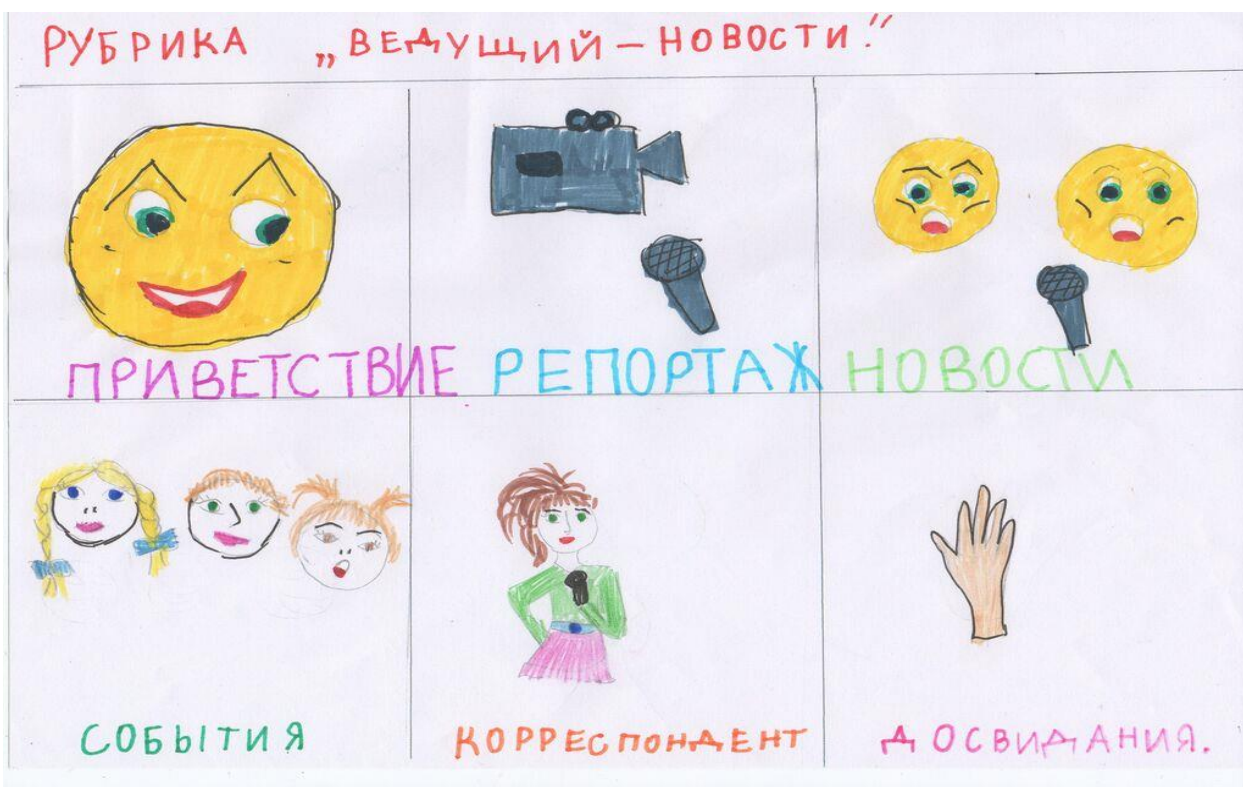 РУБРИКА „ВЕДУЩИЙ – НОВОСТИ.“
ПРИВЕТСТВИЕ РЕПОРТАЖ НОВОСТИ
СОБЫТИЯ КОРРЕСПОНДЕНТ ДОСВИДАНИЯ.